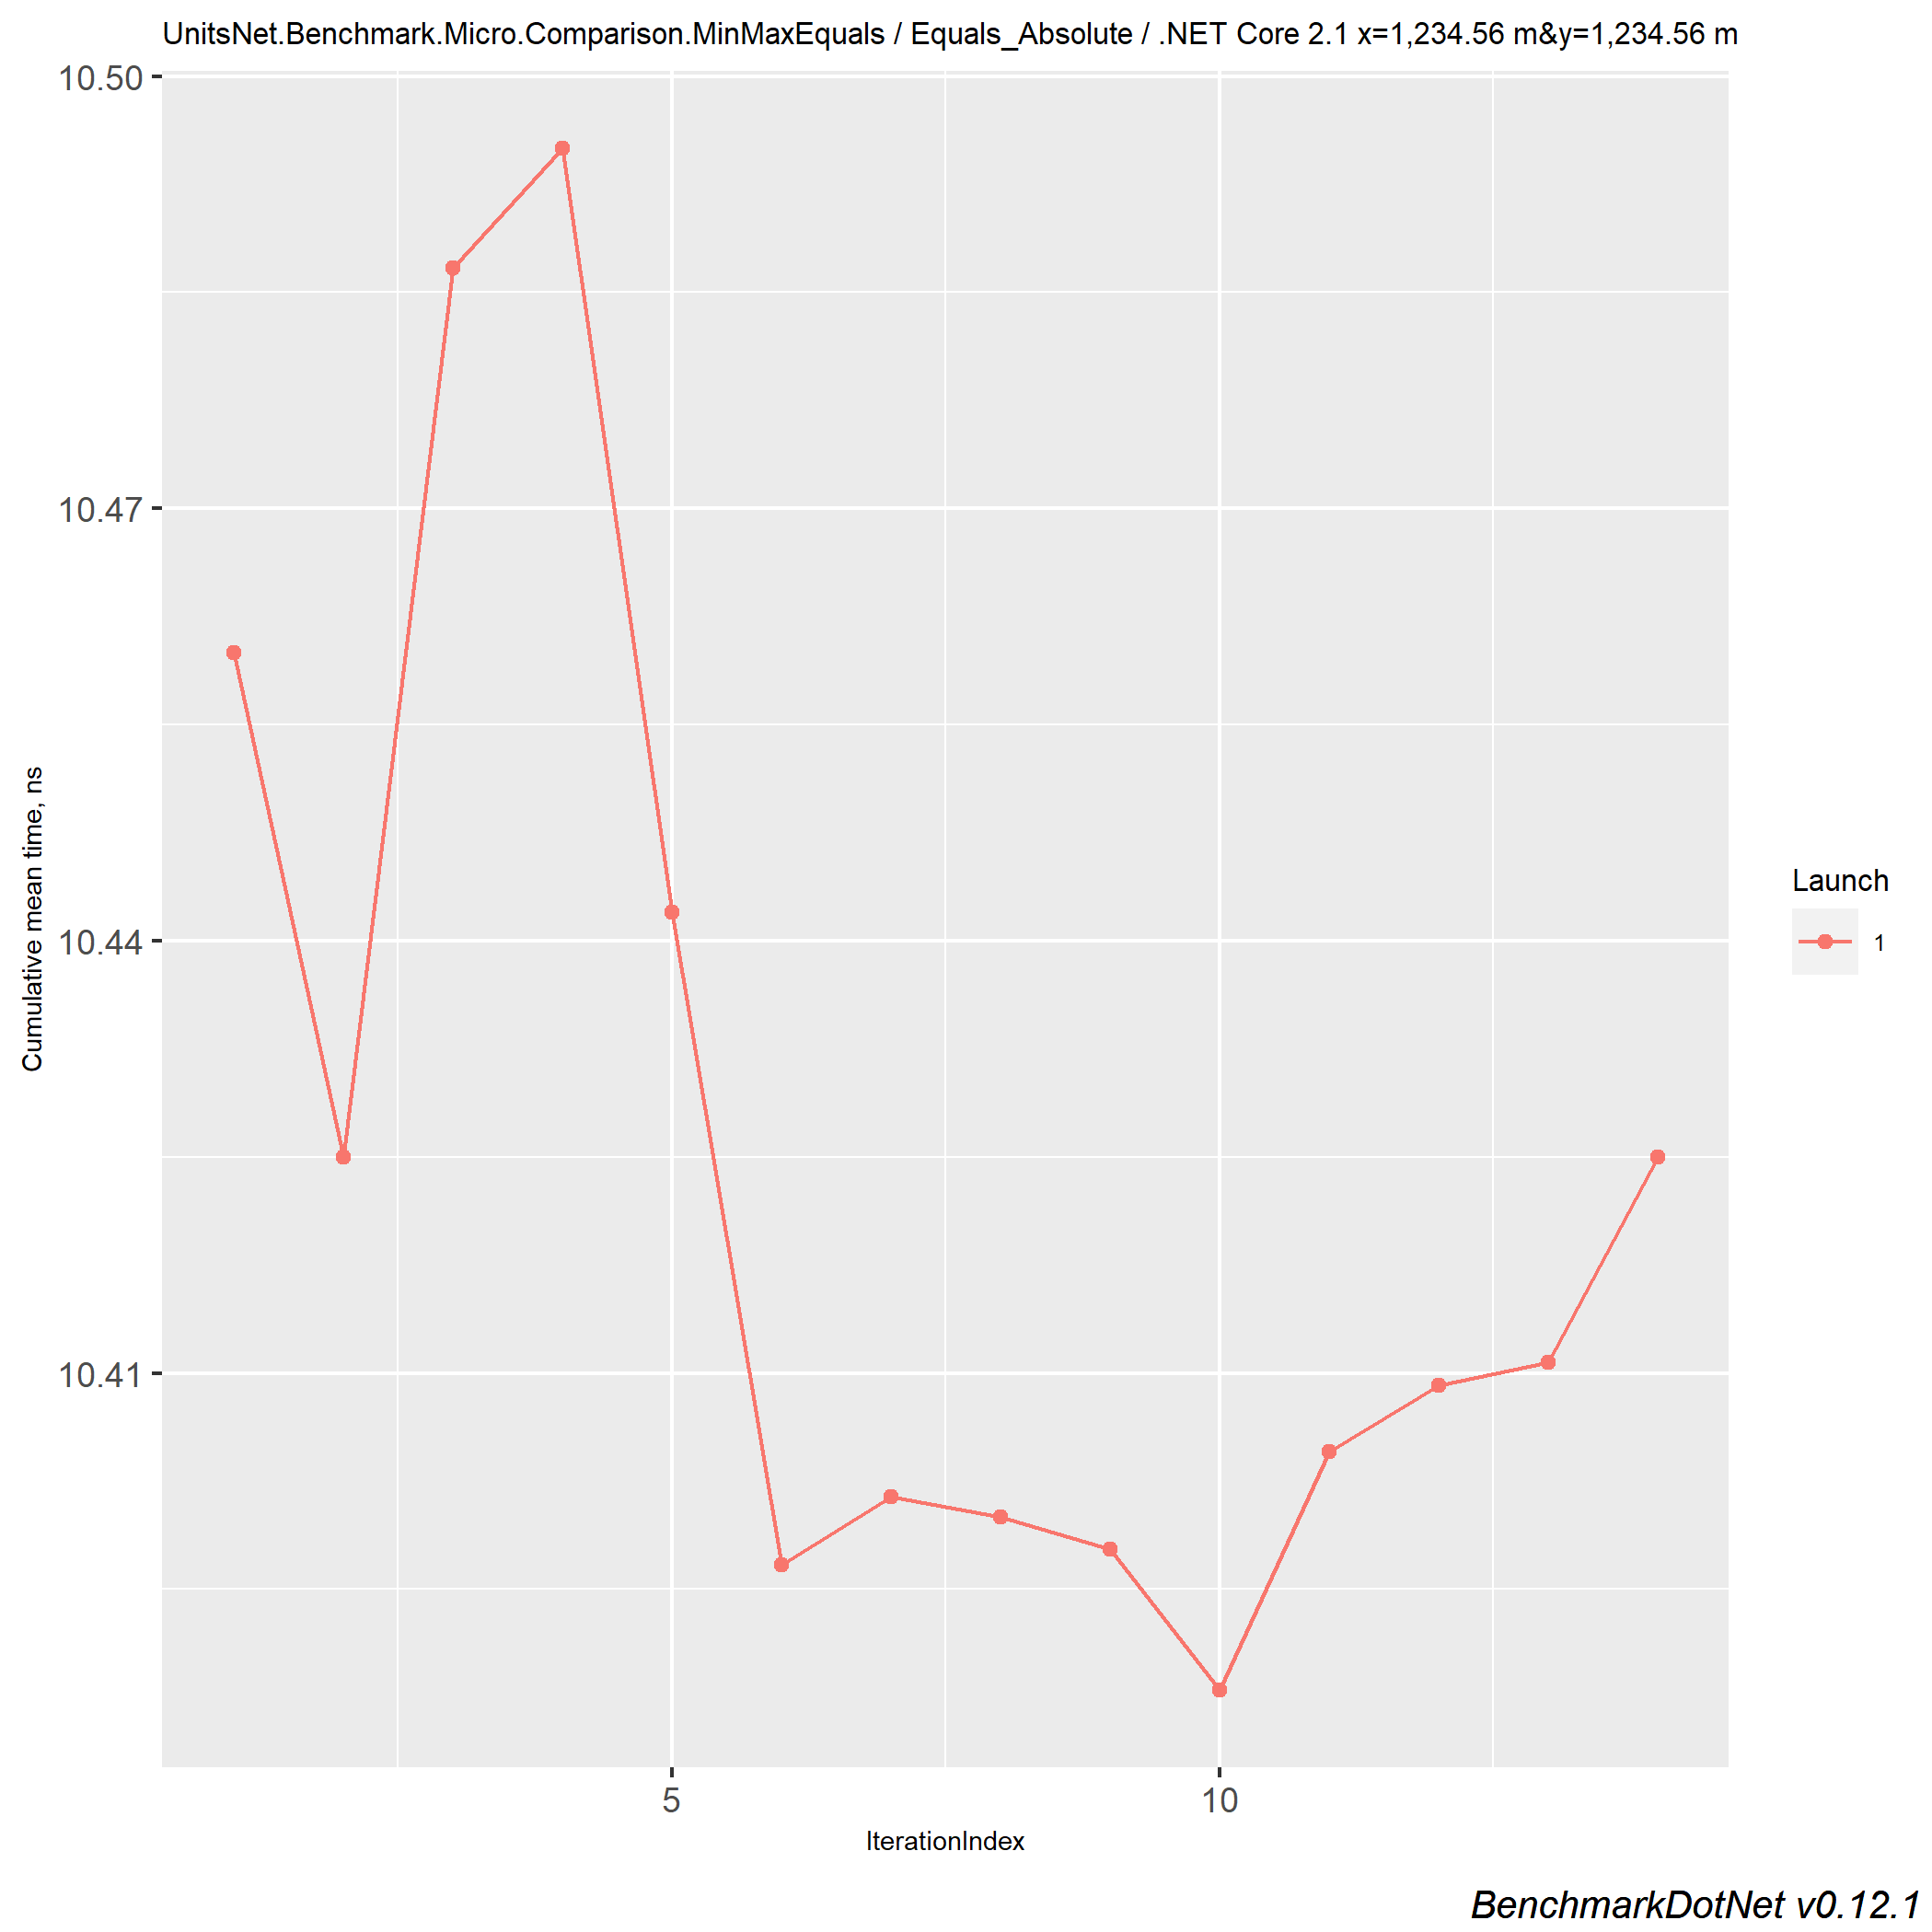 UnitsNet.Benchmark.Micro.Comparison.MinMaxEquals / Equals_Absolute / .NET Core 2.1 x=1,234.56 m&y=1,234.56 m
10.50
10.47
10.44
10.41
Cumulative mean time, ns
5
10
IterationIndex
Launch
1
BenchmarkDotNet v0.12.1